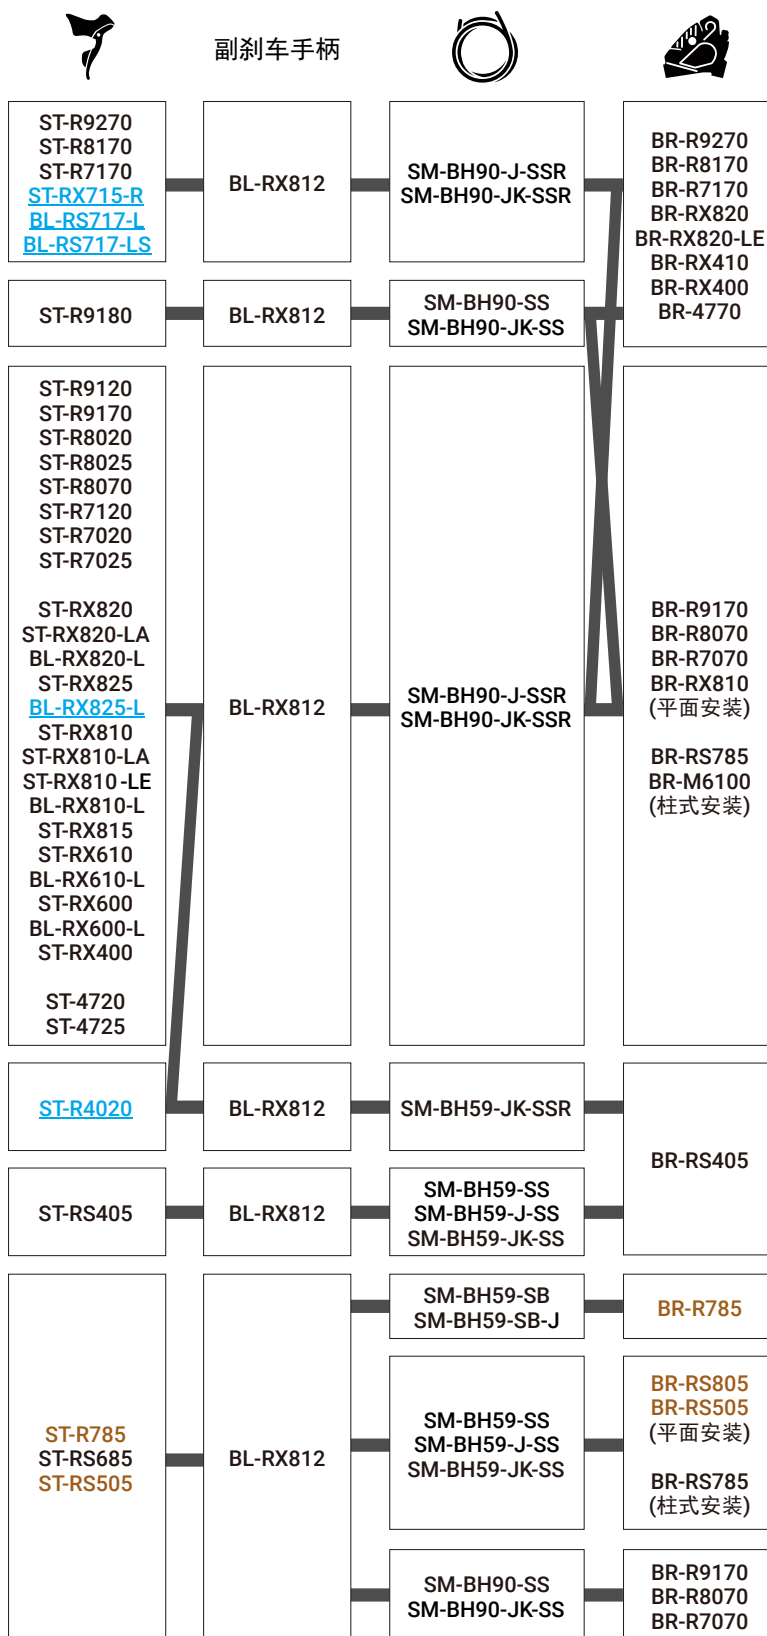 副刹车手柄
ST-R9270
ST-R8170
ST-R7170
ST-RX715-R
BL-RS717-L
BL-RS717-LS
BL-RX812
SM-BH90-J-SSR
SM-BH90-JK-SSR
BR-R9270
BR-R8170
BR-R7170
BR-RX820
BR-RX820-LE
BR-RX410
BR-RX400
BR-4770
ST-R9180
BL-RX812
SM-BH90-SS
SM-BH90-JK-SS
ST-R9120
ST-R9170
ST-R8020
ST-R8025
ST-R8070
ST-R7120
ST-R7020
ST-R7025
ST-RX820
ST-RX820-LA
BL-RX820-L
ST-RX825
BL-RX825-L
ST-RX810
ST-RX810-LA
ST-RX810-LE
BL-RX810-L
ST-RX815
ST-RX610
BL-RX610-L
ST-RX600
BL-RX600-L
ST-RX400
ST-4720
ST-4725
BL-RX812
SM-BH90-J-SSR
SM-BH90-JK-SSR
BR-R9170
BR-R8070
BR-R7070
BR-RX810
(平面安装)
BR-RS785
BR-M6100
(柱式安装)
ST-R4020
BL-RX812
SM-BH59-JK-SSR
BR-RS405
ST-RS405
BL-RX812
SM-BH59-SS
SM-BH59-J-SS
SM-BH59-JK-SS
ST-R785
ST-RS685
ST-RS505
BL-RX812
SM-BH59-SB
SM-BH59-SB-J
BR-R785
SM-BH59-SS
SM-BH59-J-SS
SM-BH59-JK-SS
BR-RS805
BR-RS505
(平面安装)
BR-RS785
(柱式安装)
SM-BH90-SS
SM-BH90-JK-SS
BR-R9170
BR-R8070
BR-R7070